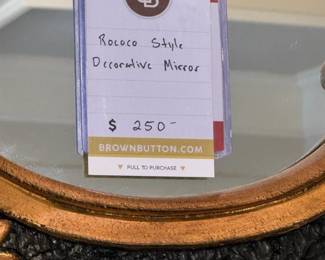 Rococo Style
Decorative Mirror
$ 250-
BROWNBUTTON.COM
PULL TO PURCHASE